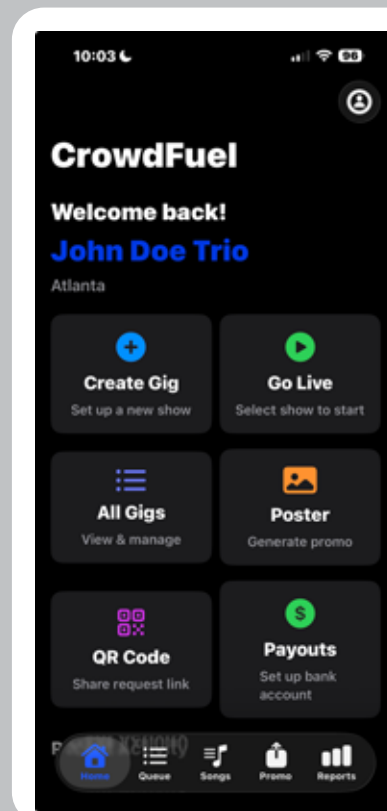 10:03
96
CrowdFuel
Welcome back!
John Doe Trio
Atlanta
Create Gig
Set up a new show
Go Live
Select show to start
All Gigs
View & manage
Poster
Generate promo
QR Code
Share request link
Payouts
Set up bank
account
Home
Queue
Songs
Promo
Reports